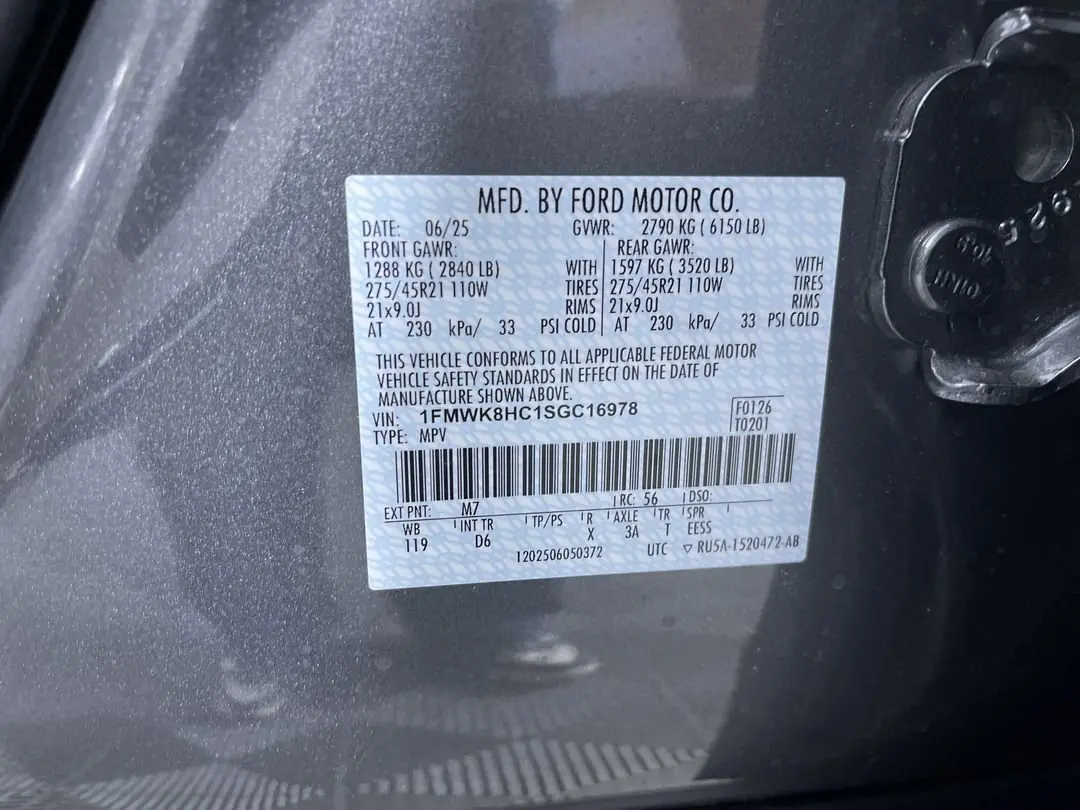 MFD. BY FORD MOTOR CO.
DATE: 06/25 GVWR: 2790 KG ( 6150 LB)
FRONT GAWR: REAR GAWR:
1288 KG ( 2840 LB) WITH 1597 KG ( 3520 LB) WITH
275/45R21 110W TIRES 275/45R21 110W TIRES
21x9.0J RIMS 21x9.0J RIMS
AT 230 kPa/ 33 PSI COLD AT 230 kPa/ 33 PSI COLD
THIS VEHICLE CONFORMS TO ALL APPLICABLE FEDERAL MOTOR
VEHICLE SAFETY STANDARDS IN EFFECT ON THE DATE OF
MANUFACTURE SHOWN ABOVE.
VIN: 1FMWK8HC1SGC16978 F0126
TYPE: MPV T0201
EXT PNT: M7 RC: 56 DSO:
WB INT TR TP/PS R AXLE TR SPR
119 D6 X 3A T EESS
1202506050372 UTC ▽ RU5A-1520472-AB
925
10.9